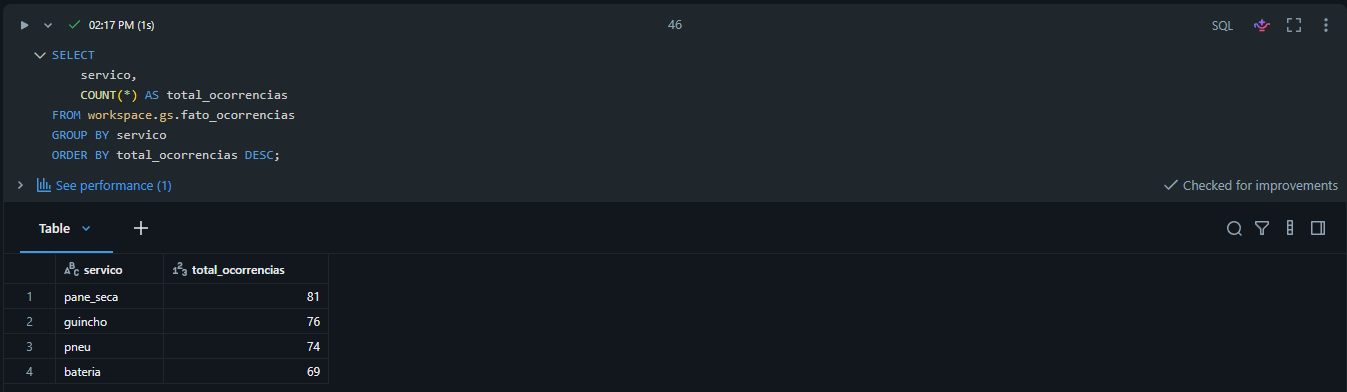 02:17 PM (1s)
46
SQL
SELECT
servico,
COUNT(*) AS total_ocorrencias
FROM workspace.gs.fato_ocorrencias
GROUP BY servico
ORDER BY total_ocorrencias DESC;
See performance (1)
Checked for improvements
Table
ABC servico 123 total_ocorrencias
1 pane_seca 81
2 guincho 76
3 pneu 74
4 bateria 69